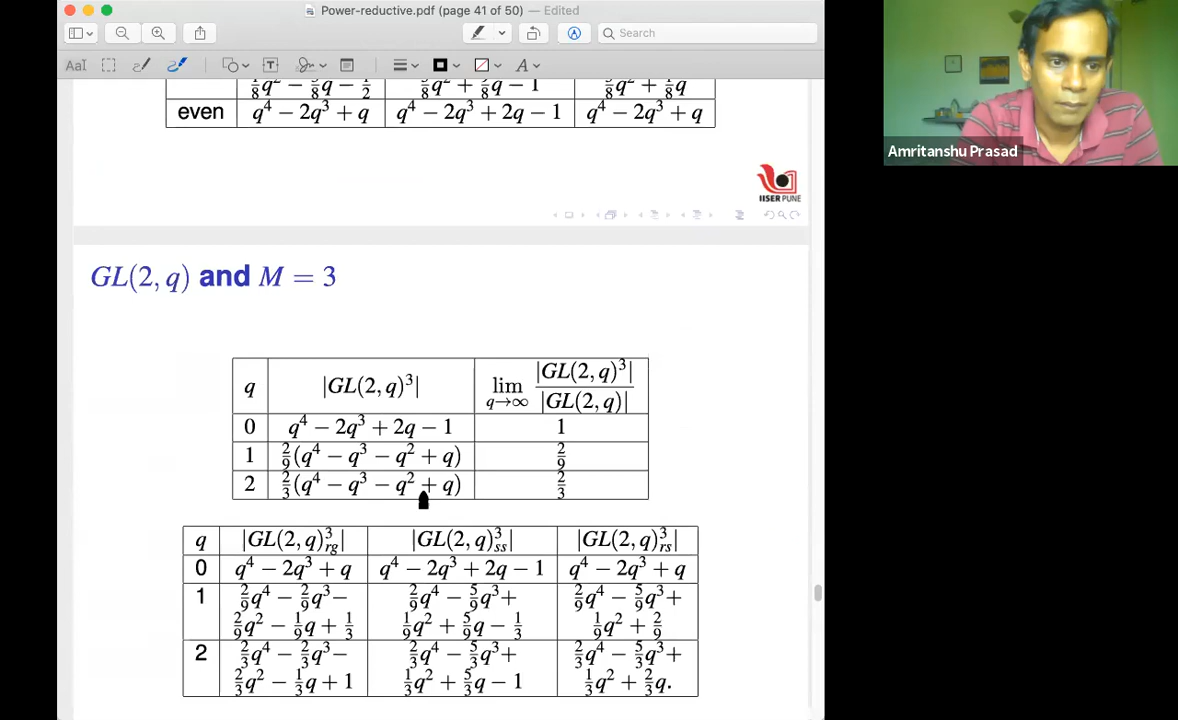 Power-reductive.pdf (page 41 of 50) — Edited
Search
Amritanshu Prasad
even q⁴ − 2q³ + q q⁴ − 2q³ + 2q − 1 q⁴ − 2q³ + q
IISER PUNE
GL(2, q) and M = 3
q |GL(2, q)³| lim q→∞ |GL(2, q)³| / |GL(2, q)|
0 q⁴ − 2q³ + 2q − 1 1
1 2/9(q⁴ − q³ − q² + q) 2/9
2 2/3(q⁴ − q³ − q² + q) 2/3
q |GL(2, q)³rg| |GL(2, q)³ss| |GL(2, q)³rs|
0 q⁴ − 2q³ + q q⁴ − 2q³ + 2q − 1 q⁴ − 2q³ + q
1 2/9q⁴ − 2/9q³− 2/9q⁴ − 5/9q³+ 2/9q⁴ − 5/9q³+
2/9q² − 1/9q + 1/3 1/9q² + 5/9q − 1/3 1/9q² + 2/9
2 2/3q⁴ − 2/3q³− 2/3q⁴ − 5/3q³+ 2/3q⁴ − 5/3q³+
2/3q² − 1/3q + 1 1/3q² + 5/3q − 1 1/3q² + 2/3q.